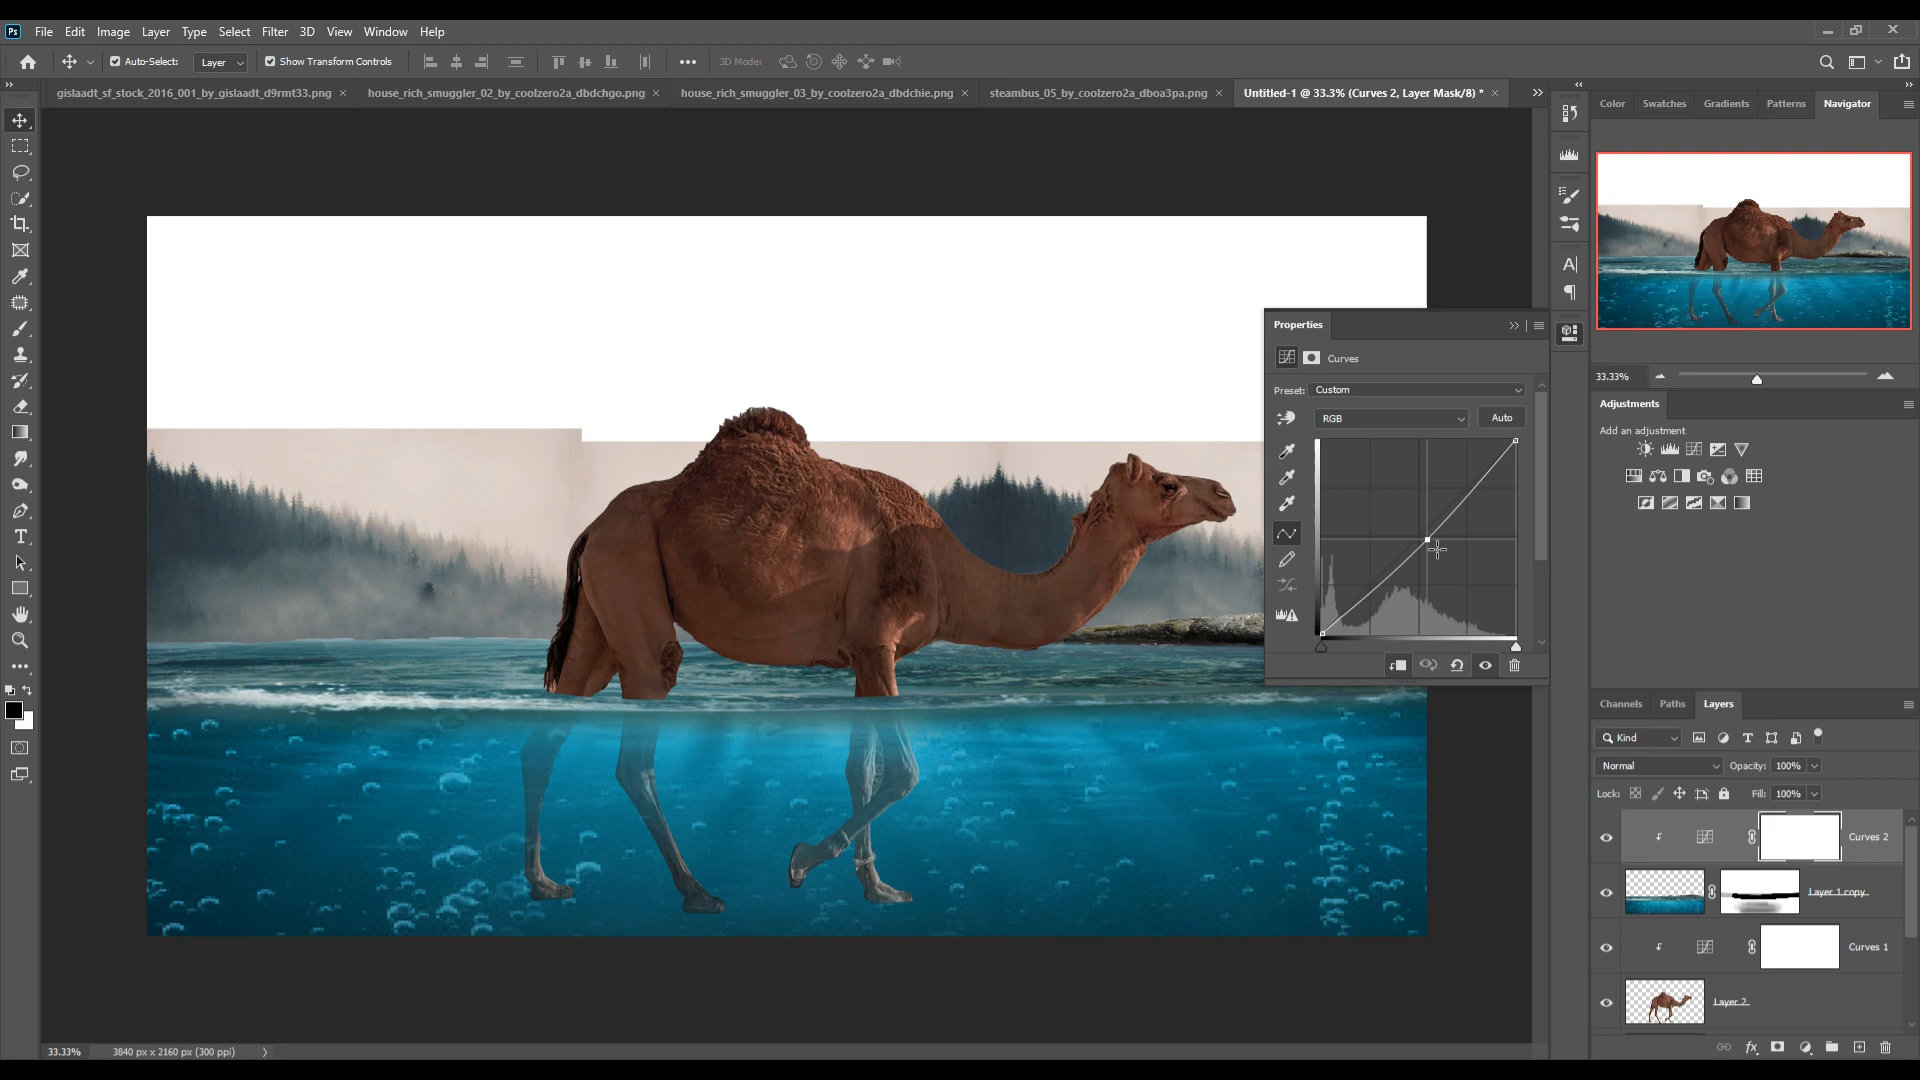 Ps File Edit Image Layer Type Select Filter 3D View Window Help
Auto-Select: Layer Show Transform Controls 3D Mode:
gislaadt_sf_stock_2016_001_by_gislaadt_d9rmt33.png × house_rich_smuggler_02_by_coolzero2a_dbdchgo.png × house_rich_smuggler_03_by_coolzero2a_dbdchie.png × steambus_05_by_coolzero2a_dboa3pa.png × Untitled-1 @ 33.3% (Curves 2, Layer Mask/8) * ×
Color Swatches Gradients Patterns Navigator
33.33%
Properties
Curves
Preset: Custom
RGB Auto
Adjustments
Add an adjustment
Channels Paths Layers
Kind
Normal Opacity: 100%
Lock: Fill: 100%
Curves 2
Layer 1 copy
Curves 1
Layer 2
33.33% 3840 px x 2160 px (300 ppi)